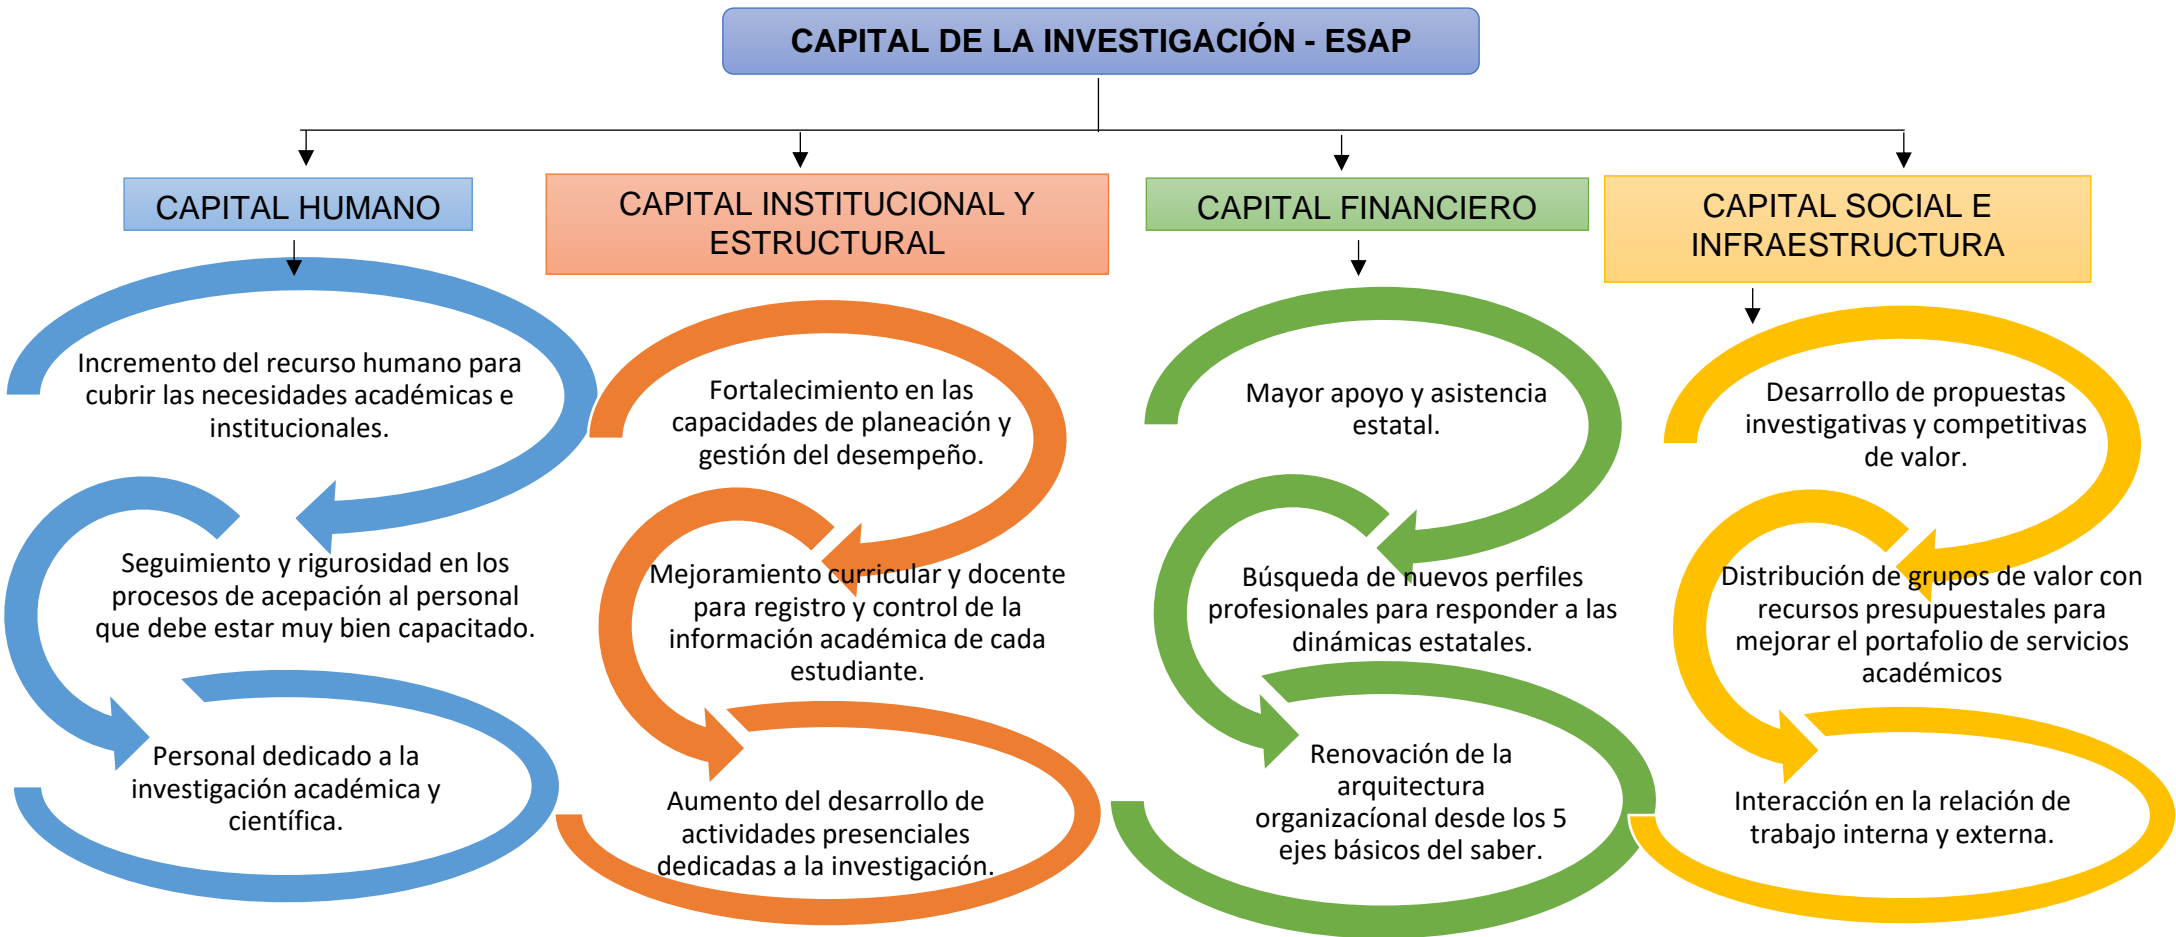 CAPITAL DE LA INVESTIGACIÓN - ESAP
CAPITAL HUMANO
Incremento del recurso humano para
cubrir las necesidades académicas e
institucionales.
Seguimiento y rigurosidad en los
procesos de acepación al personal
que debe estar muy bien capacitado.
Personal dedicado a la
investigación académica y
científica.
CAPITAL INSTITUCIONAL Y
ESTRUCTURAL
Fortalecimiento en las
capacidades de planeación y
gestión del desempeño.
Mejoramiento curricular y docente
para registro y control de la
información académica de cada
estudiante.
Aumento del desarrollo de
actividades presenciales
dedicadas a la investigación.
CAPITAL FINANCIERO
Mayor apoyo y asistencia
estatal.
Búsqueda de nuevos perfiles
profesionales para responder a las
dinámicas estatales.
Renovación de la
arquitectura
organizacíonal desde los 5
ejes básicos del saber.
CAPITAL SOCIAL E
INFRAESTRUCTURA
Desarrollo de propuestas
investigativas y competitivas
de valor.
Distribución de grupos de valor con
recursos presupuestales para
mejorar el portafolio de servicios
académicos
Interacción en la relación de
trabajo interna y externa.